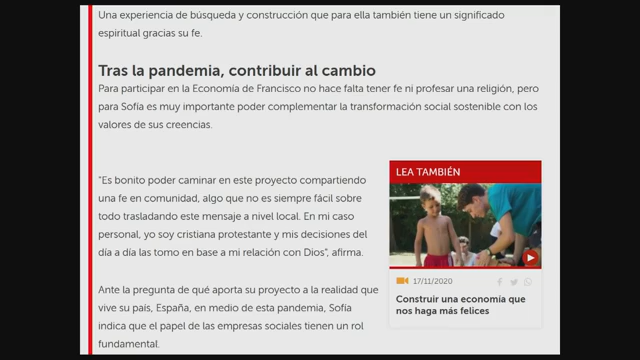 Una experiencia de búsqueda y construcción que para ella también tiene un significado
espiritual gracias su fe.
Tras la pandemia, contribuir al cambio
Para participar en la Economía de Francisco no hace falta tener fe ni profesar una religión, pero
para Sofía es muy importante poder complementar la transformación social sostenible con los
valores de sus creencias.
"Es bonito poder caminar en este proyecto compartiendo
una fe en comunidad, algo que no es siempre fácil sobre
todo trasladando este mensaje a nivel local. En mi caso
personal, yo soy cristiana protestante y mis decisiones del
día a día las tomo en base a mi relación con Dios", afirma.
Ante la pregunta de qué aporta su proyecto a la realidad que
vive su país, España, en medio de esta pandemia, Sofía
indica que el papel de las empresas sociales tienen un rol
fundamental.
LEA TAMBIÉN
17/11/2020
Construir una economía que
nos haga más felices